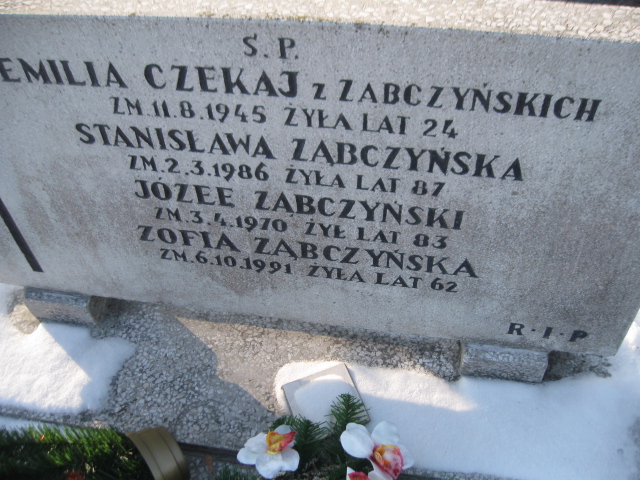 Ś.P.
EMILIA CZEKAJ z ZĄBCZYŃSKICH
ZM.11.8.1945 ŻYŁA LAT 24
STANISŁAWA ZĄBCZYŃSKA
ZM.2.3.1986 ŻYŁA LAT 87
JÓZEF ZĄBCZYŃSKI
ZM.3.4.1970 ŻYŁ LAT 83
ZOFIA ZĄBCZYŃSKA
ZM.6.10.1991 ŻYŁA LAT 62
R·I·P